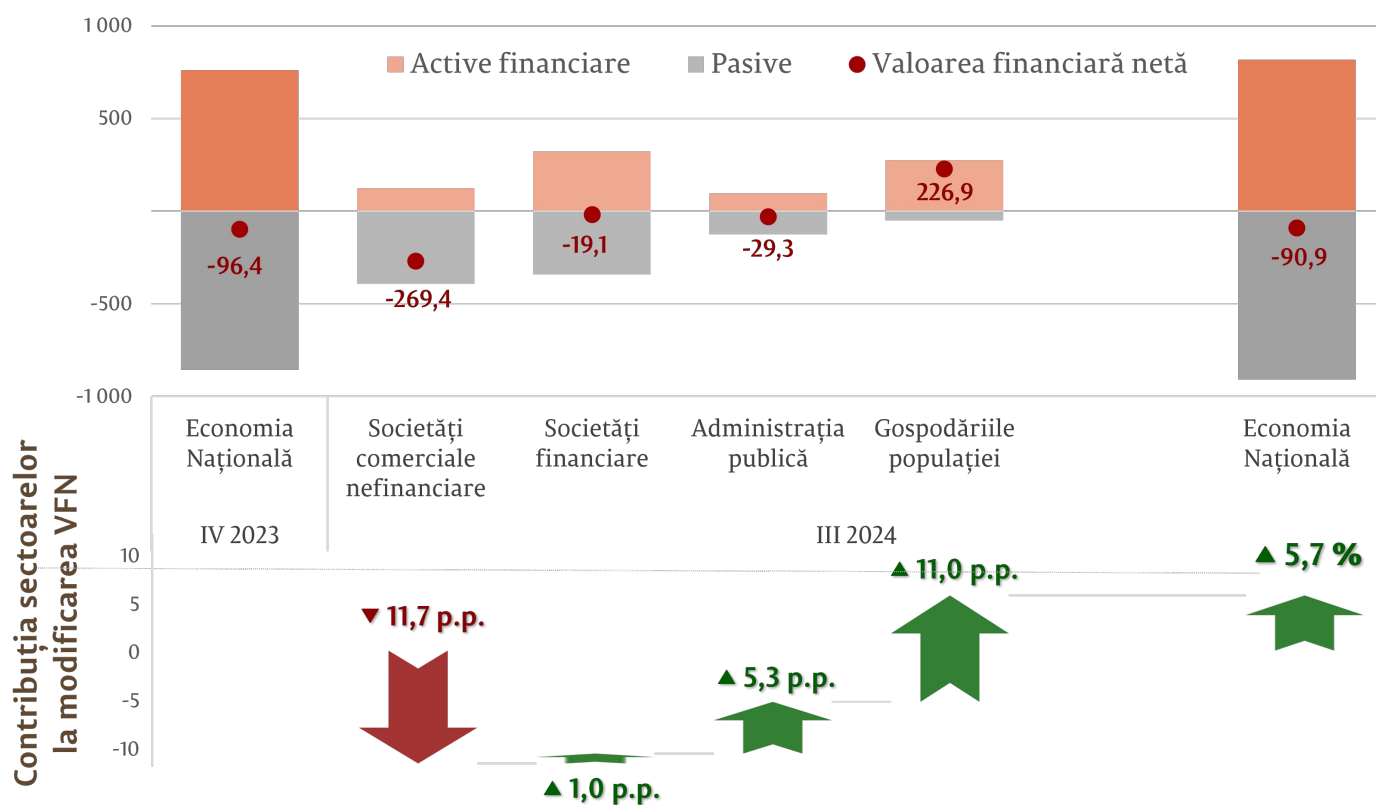 1 000
Active financiare
Pasive
Valoarea financiară netă
500
-500
-1 000
-96,4
-269,4
-19,1
-29,3
226,9
-90,9
Economia
Națională
Societăți
comerciale
nefinanciare
Societăți
financiare
Administrația
publică
Gospodăriile
populației
Economia
Națională
IV 2023
III 2024
Contribuția sectoarelor
la modificarea VFN
10
5
0
-5
-10
▼ 11,7 p.p.
▲ 1,0 p.p.
▲ 5,3 p.p.
▲ 11,0 p.p.
▲ 5,7 %